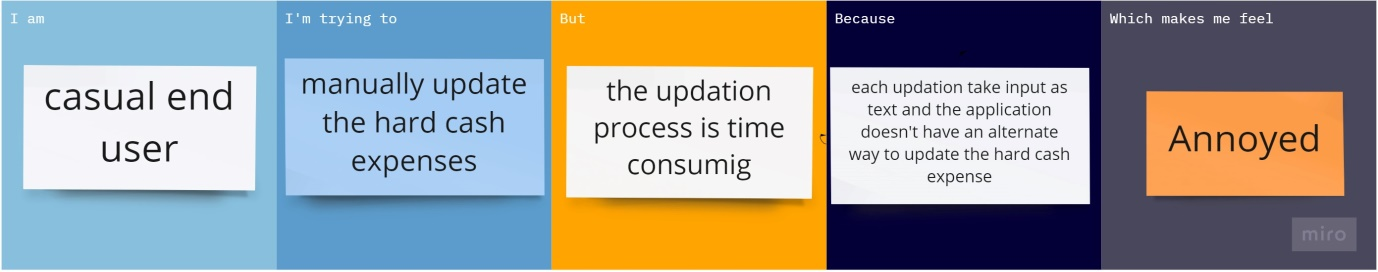 I am
casual end
user
I'm trying to
manually update
the hard cash
expenses
But
the updation
process is time
consumig
Because
each updation take input as
text and the application
doesn't have an alternate
way to update the hard cash
expense
Which makes me feel
Annoyed
miro